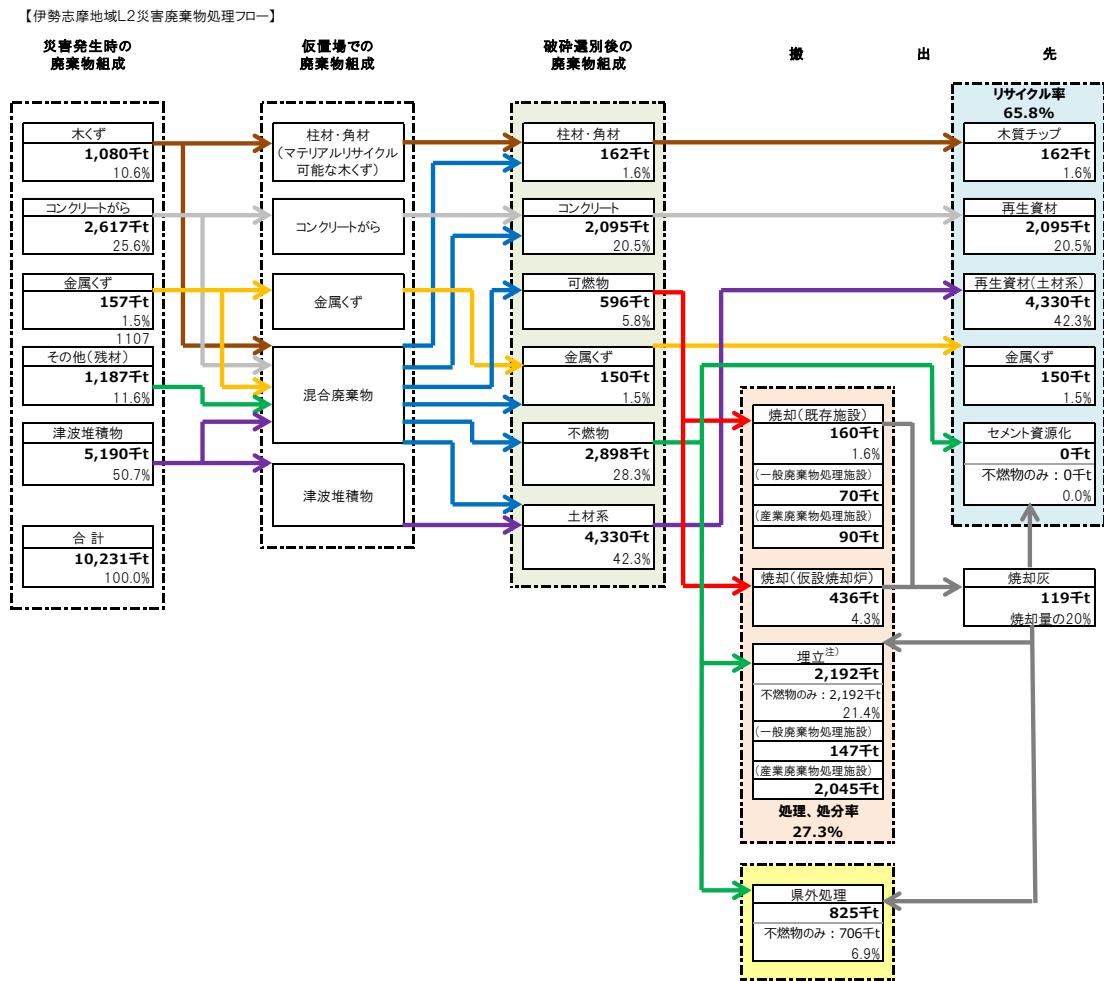 【伊勢志摩地域L2災害廃棄物処理フロー】
災害発生時の
廃棄物組成
木くず
1,080千t
10.6%
コンクリートがら
2,617千t
25.6%
金属くず
157千t
1.5%
1107
その他(残材)
1,187千t
11.6%
津波堆積物
5,190千t
50.7%
合計
10,231千t
100.0%
仮置場での
廃棄物組成
柱材・角材
(マテリアルリサイクル
可能な木くず)
コンクリートがら
金属くず
混合廃棄物
津波堆積物
破砕選別後の
廃棄物組成
柱材・角材
162千t
1.6%
コンクリート
2,095千t
20.5%
可燃物
596千t
5.8%
金属くず
150千t
1.5%
不燃物
2,898千t
28.3%
土材系
4,330千t
42.3%
搬 出 先
焼却(既存施設)
160千t
1.6%
(一般廃棄物処理施設)
70千t
(産業廃棄物処理施設)
90千t
焼却(仮設焼却炉)
436千t
4.3%
埋立注)
2,192千t
不燃物のみ:2,192千t
21.4%
(一般廃棄物処理施設)
147千t
(産業廃棄物処理施設)
2,045千t
処理、処分率
27.3%
県外処理
825千t
不燃物のみ:706千t
6.9%
リサイクル率
65.8%
木質チップ
162千t
1.6%
再生資材
2,095千t
20.5%
再生資材(土材系)
4,330千t
42.3%
金属くず
150千t
1.5%
セメント資源化
0千t
不燃物のみ:0千t
0.0%
焼却灰
119千t
焼却量の20%